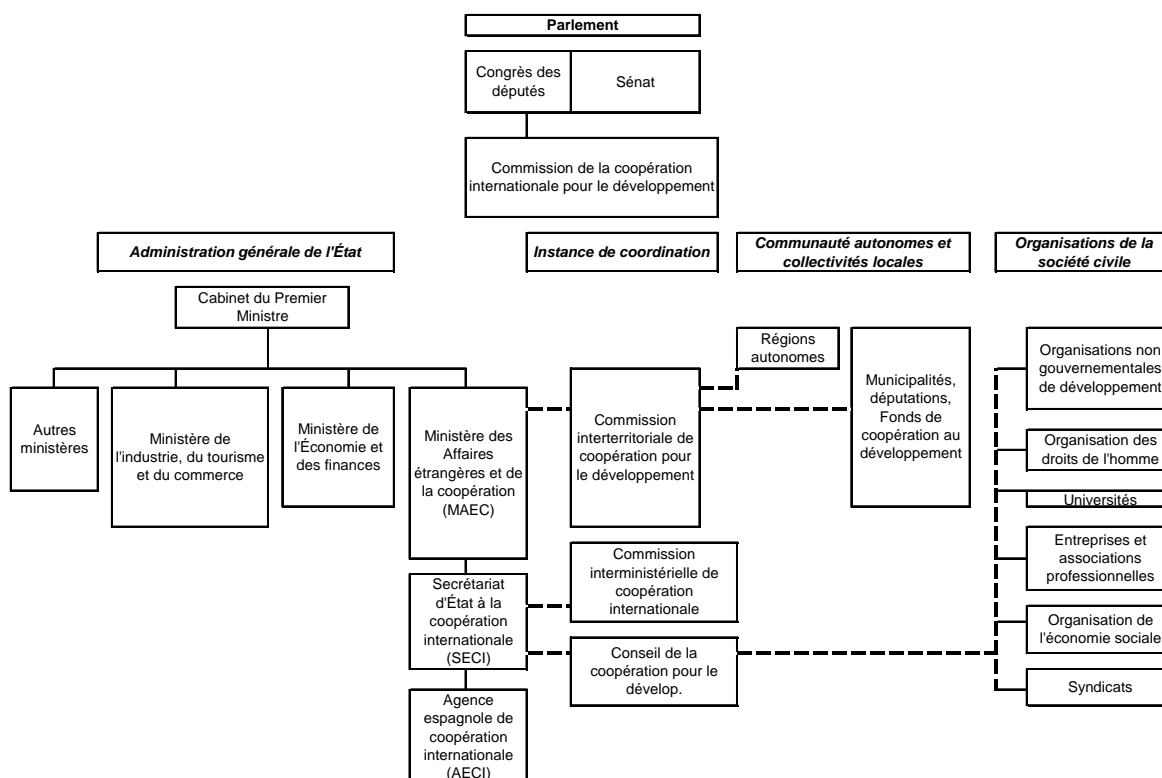 Parlement
Congrès des
députés
Sénat
Commission de la coopération
internationale pour le développement
Administration générale de l'État
Instance de coordination
Communauté autonomes et
collectivités locales
Organisations de la
société civile
Cabinet du Premier
Ministre
Autres
ministères
Ministère de
l'industrie, du tourisme
et du commerce
Ministère de
l'Économie et
des finances
Ministère des
Affaires
étrangères et de
la coopération
(MAEC)
Secrétariat
d'État à la
coopération
internationale
(SECI)
Agence
espagnole de
coopération
internationale
(AECI)
Commission
interterritoriale de
coopération pour
le développement
Commission
interministérielle de
coopération
internationale
Conseil de la
coopération pour le
dévelop.
Régions
autonomes
Municipalités,
députations,
Fonds de
coopération au
développement
Organisations non
gouvernementales
de développement
Organisation des
droits de l'homme
Universités
Entreprises et
associations
professionnelles
Organisation de
l'économie sociale
Syndicats